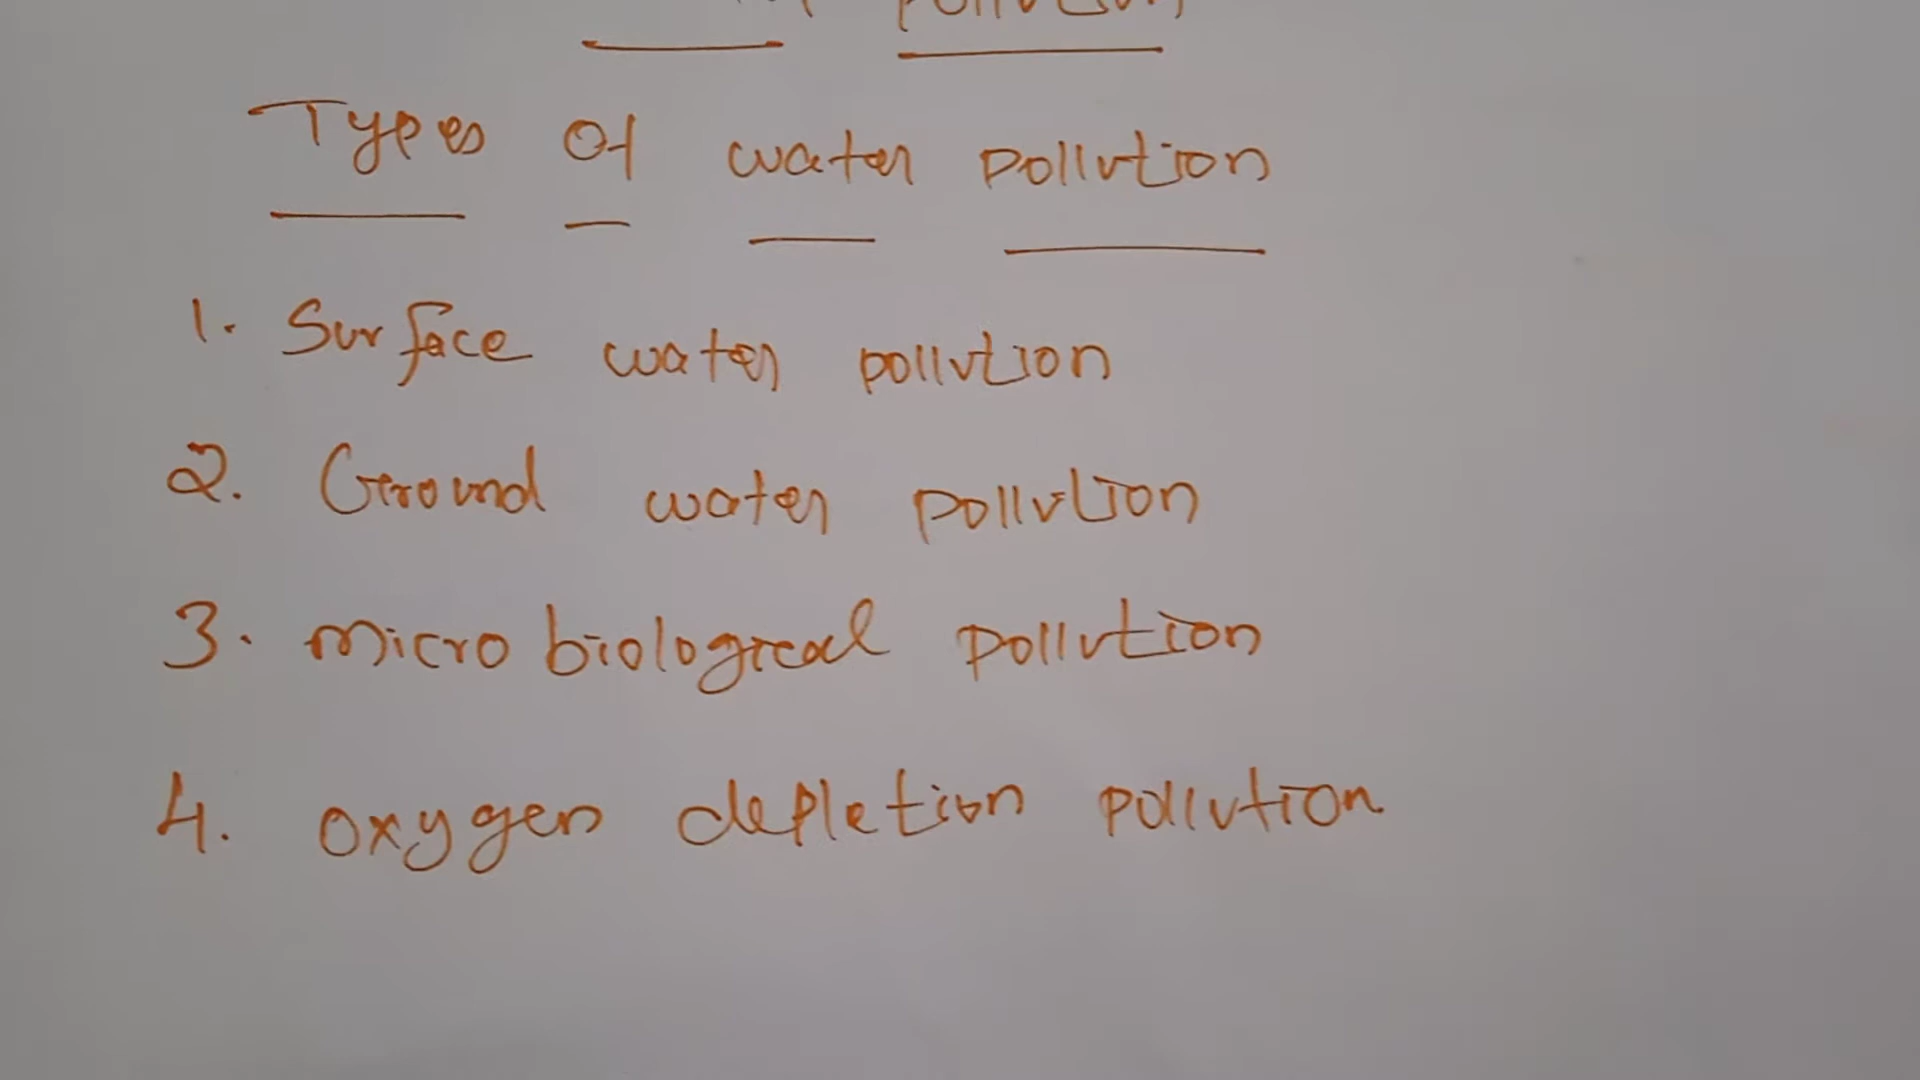 pollution
Types Of water pollution
1. Surface water pollution
2. Ground water pollution
3. micro biological pollution
4. oxygen depletion pollution